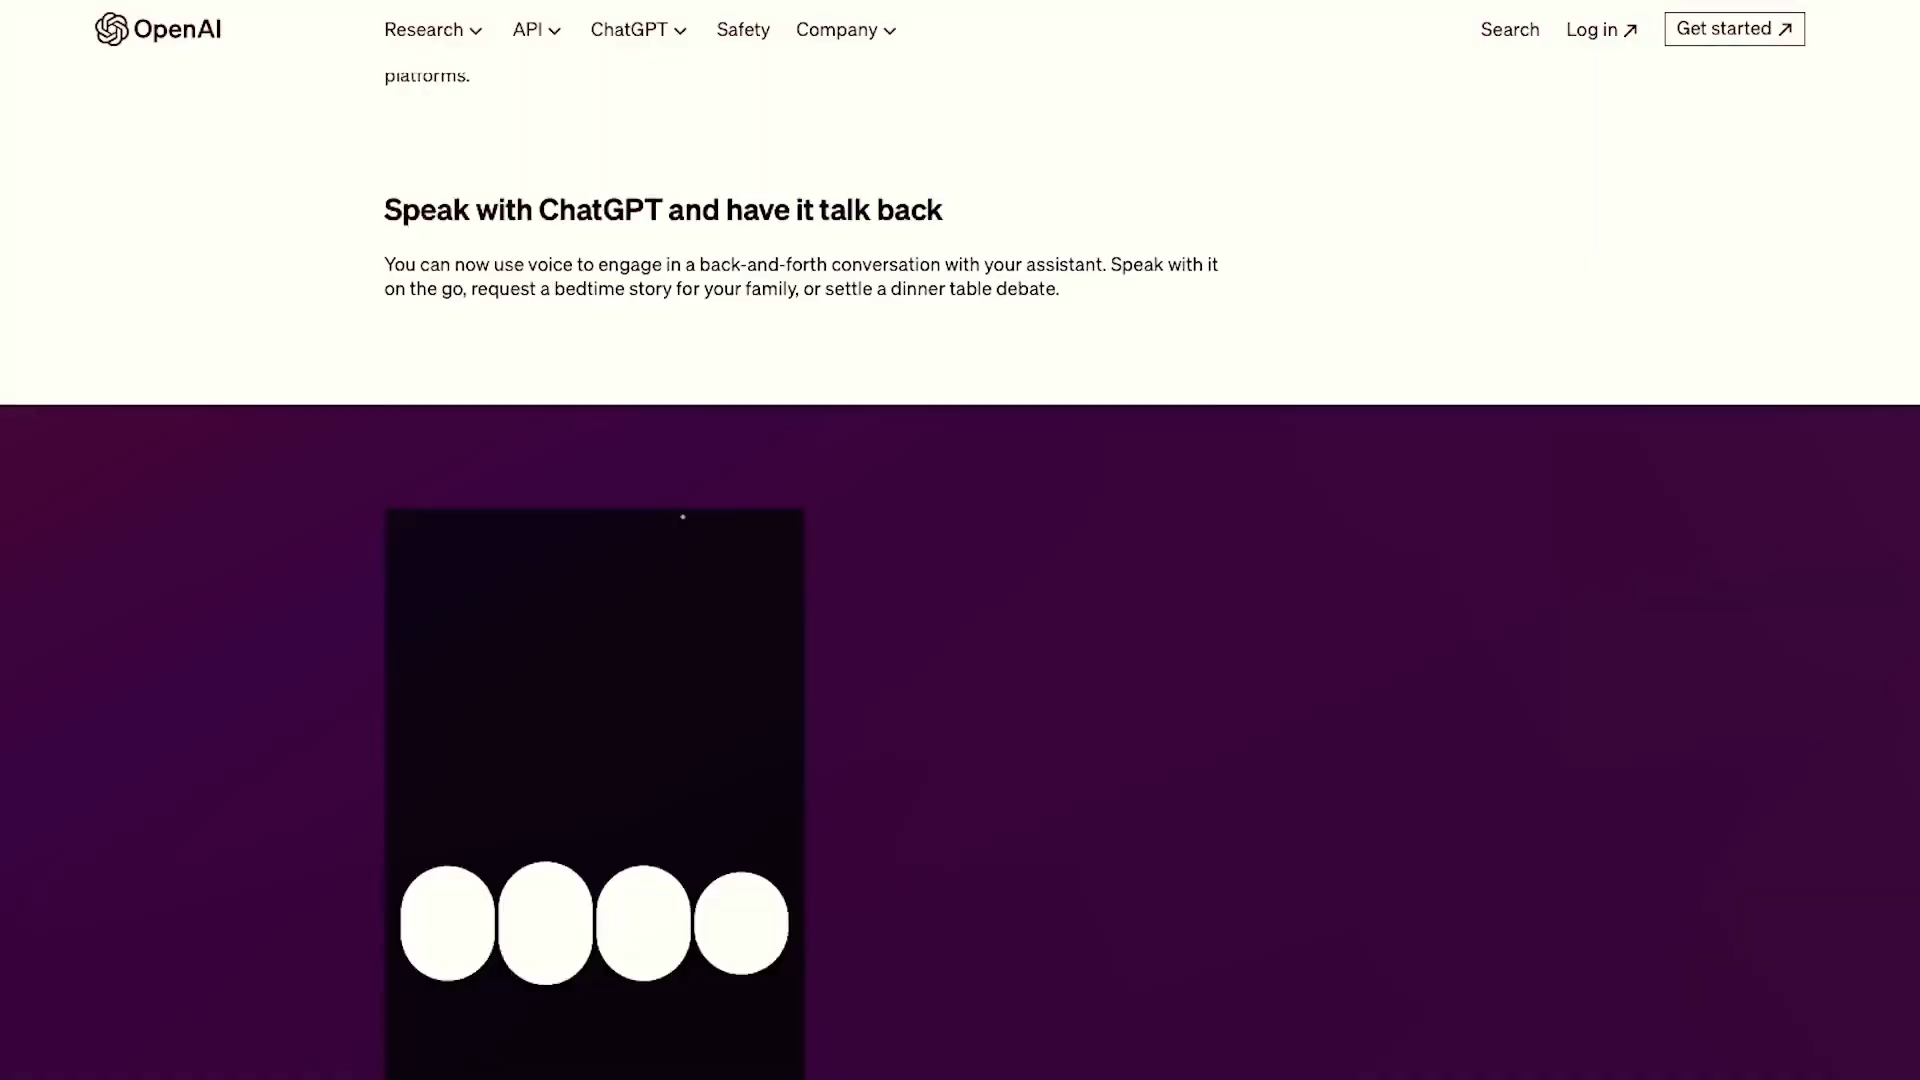 OpenAI
Research API ChatGPT Safety Company Search Log in Get started
platforms.
Speak with ChatGPT and have it talk back
You can now use voice to engage in a back-and-forth conversation with your assistant. Speak with it
on the go, request a bedtime story for your family, or settle a dinner table debate.